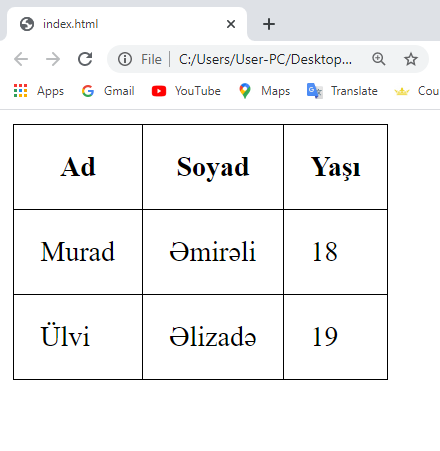 index.html
File | C:/Users/User-PC/Desktop...
Apps Gmail YouTube Maps Translate Cou
Ad Soyad Yaşı
Murad Əmirəli 18
Ülvi Əlizadə 19